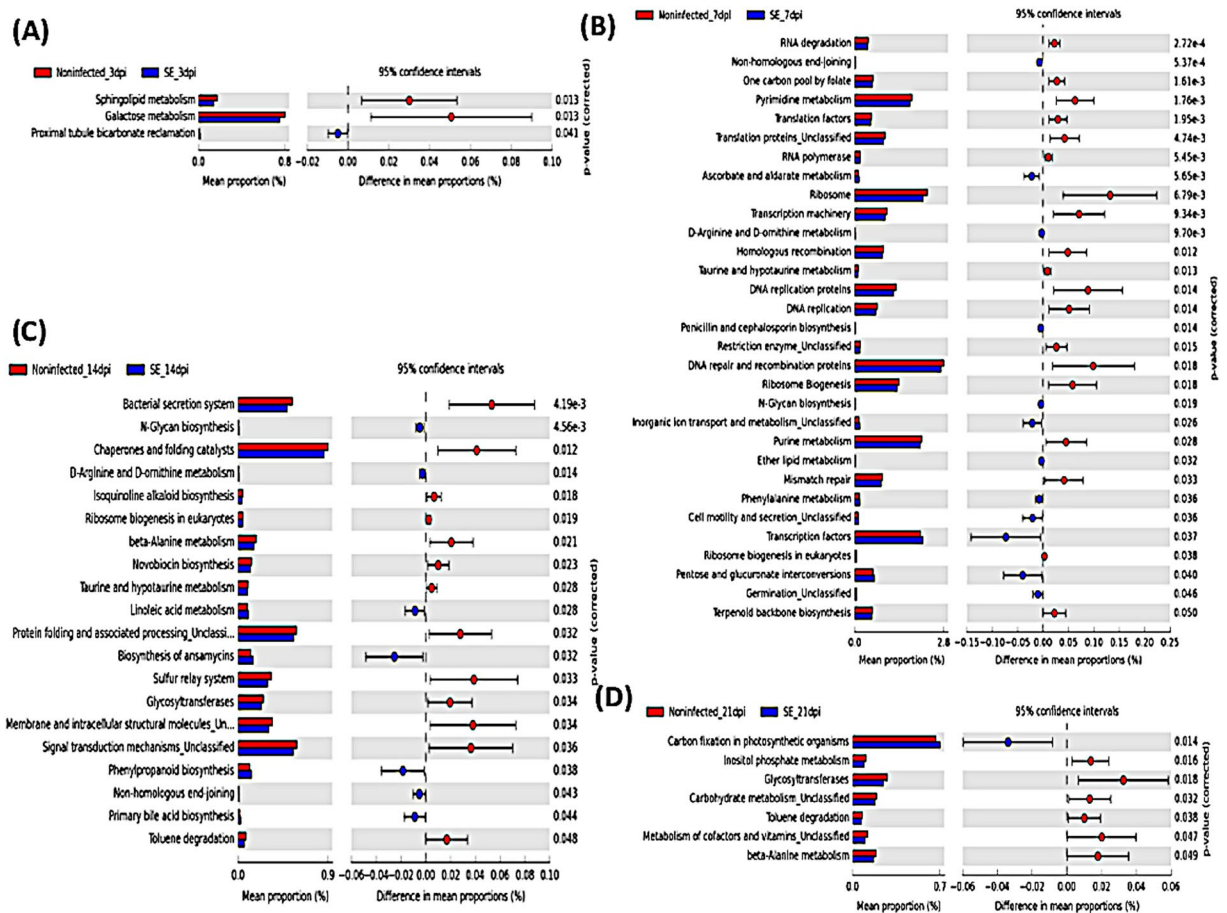 (A)
Noninfected_3dpi SE_3dpi 95% confidence intervals
Sphingolipid metabolism 0.013
Galactose metabolism 0.013
Proximal tubule bicarbonate reclamation 0.041
p-value (corrected)
0.0 0.8 −0.02 0.00 0.02 0.04 0.06 0.08 0.10
Mean proportion (%) Difference in mean proportions (%)
(B)
Noninfected_7dpi SE_7dpi 95% confidence intervals
RNA degradation 2.72e-4
Non-homologous end-joining 5.37e-4
One carbon pool by folate 1.61e-3
Pyrimidine metabolism 1.76e-3
Translation factors 1.95e-3
Translation proteins_Unclassified 4.74e-3
RNA polymerase 5.45e-3
Ascorbate and aldarate metabolism 5.65e-3
Ribosome 6.79e-3
Transcription machinery 9.34e-3
D-Arginine and D-ornithine metabolism 9.70e-3
Homologous recombination 0.012
Taurine and hypotaurine metabolism 0.013
DNA replication proteins 0.014
DNA replication 0.014
Penicillin and cephalosporin biosynthesis 0.014
Restriction enzyme_Unclassified 0.015
DNA repair and recombination proteins 0.018
Ribosome Biogenesis 0.018
N-Glycan biosynthesis 0.019
Inorganic ion transport and metabolism_Unclassified 0.026
Purine metabolism 0.028
Ether lipid metabolism 0.032
Mismatch repair 0.033
Phenylalanine metabolism 0.036
Cell motility and secretion_Unclassified 0.036
Transcription factors 0.037
Ribosome biogenesis in eukaryotes 0.038
Pentose and glucuronate interconversions 0.040
Germination_Unclassified 0.046
Terpenoid backbone biosynthesis 0.050
p-value (corrected)
0.0 2.8 −0.15 −0.10 −0.05 0.00 0.05 0.10 0.15 0.20 0.25
Mean proportion (%) Difference in mean proportions (%)
(C)
Noninfected_14dpi SE_14dpi 95% confidence intervals
Bacterial secretion system 4.19e-3
N-Glycan biosynthesis 4.56e-3
Chaperones and folding catalysts 0.012
D-Arginine and D-ornithine metabolism 0.014
Isoquinoline alkaloid biosynthesis 0.018
Ribosome biogenesis in eukaryotes 0.019
beta-Alanine metabolism 0.021
Novobiocin biosynthesis 0.023
Taurine and hypotaurine metabolism 0.028
Linoleic acid metabolism 0.028
Protein folding and associated processing_Unclassi... 0.032
Biosynthesis of ansamycins 0.032
Sulfur relay system 0.033
Glycosyltransferases 0.034
Membrane and intracellular structural molecules_Un... 0.034
Signal transduction mechanisms_Unclassified 0.036
Phenylpropanoid biosynthesis 0.038
Non-homologous end-joining 0.043
Primary bile acid biosynthesis 0.044
Toluene degradation 0.048
p-value (corrected)
0.0 0.9 −0.06 −0.04 −0.02 0.00 0.02 0.04 0.06 0.08 0.10
Mean proportion (%) Difference in mean proportions (%)
(D)
Noninfected_21dpi SE_21dpi 95% confidence intervals
Carbon fixation in photosynthetic organisms 0.014
Inositol phosphate metabolism 0.016
Glycosyltransferases 0.018
Carbohydrate metabolism_Unclassified 0.032
Toluene degradation 0.038
Metabolism of cofactors and vitamins_Unclassified 0.047
beta-Alanine metabolism 0.049
p-value (corrected)
0.0 0.7 −0.06 −0.04 −0.02 0.00 0.02 0.04 0.06
Mean proportion (%) Difference in mean proportions (%)